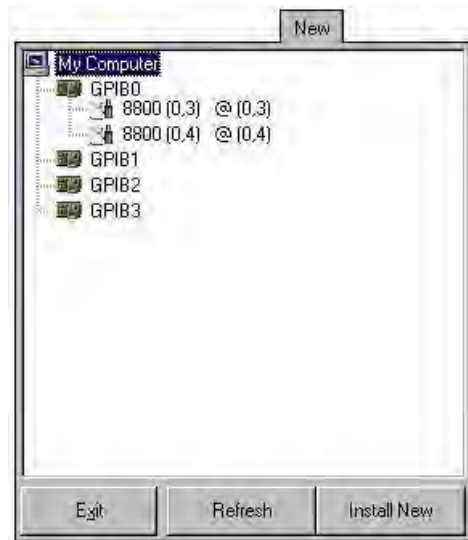 New
My Computer
GPIB0
8800 (0,3) @ (0,3)
8800 (0,4) @ (0,4)
GPIB1
GPIB2
GPIB3
Exit Refresh Install New